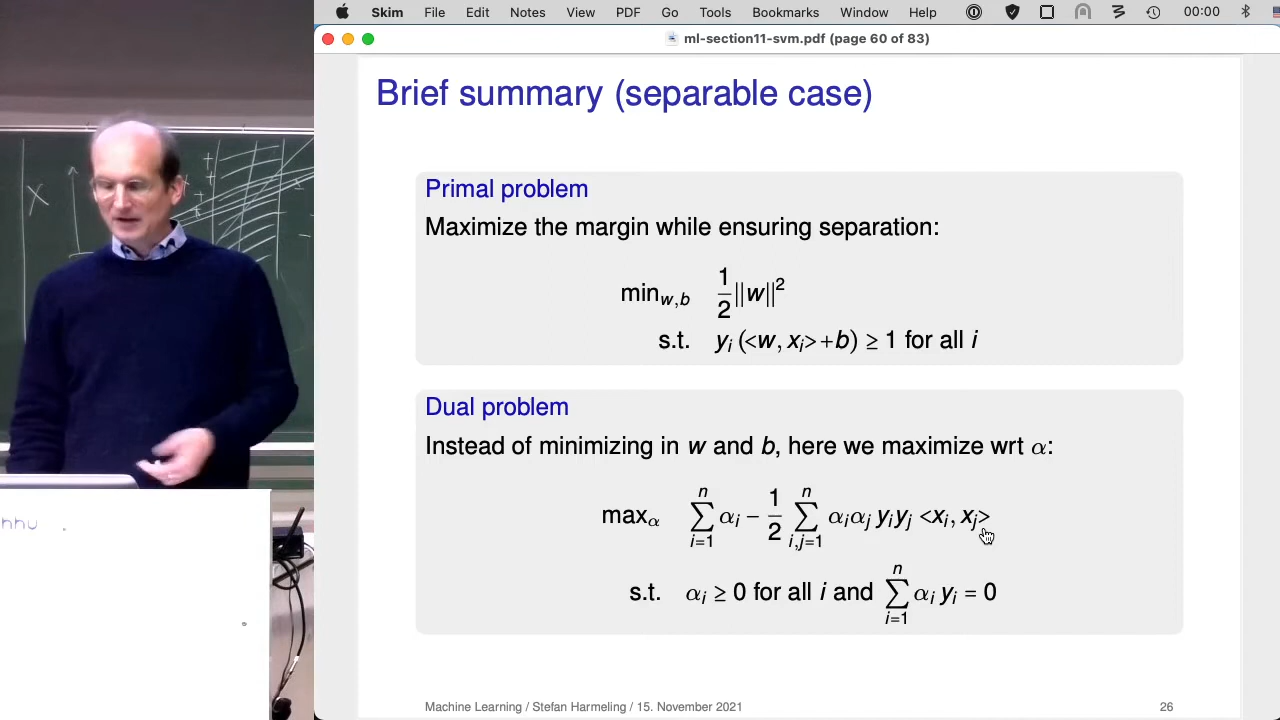 Skim File Edit Notes View PDF Go Tools Bookmarks Window Help 00:00
ml-section11-svm.pdf (page 60 of 83)
Brief summary (separable case)
Primal problem
Maximize the margin while ensuring separation:
min_{w,b} 1/2 ||w||^2
s.t. y_i (<w, x_i> + b) ≥ 1 for all i
Dual problem
Instead of minimizing in w and b, here we maximize wrt α:
max_α ∑_{i=1}^{n} α_i − 1/2 ∑_{i,j=1}^{n} α_i α_j y_i y_j <x_i, x_j>
s.t. α_i ≥ 0 for all i and ∑_{i=1}^{n} α_i y_i = 0
Machine Learning / Stefan Harmeling / 15. November 2021
26
X
hhu